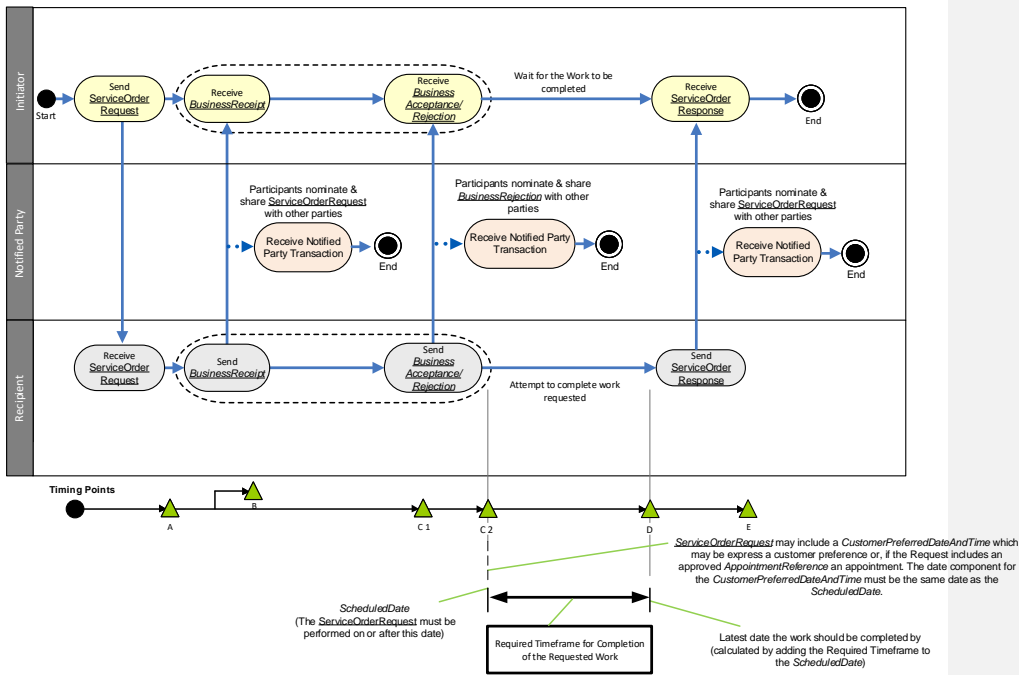 Initiator
Start
Send
ServiceOrder
Request
Receive
BusinessReceipt
Receive
Business
Acceptance/
Rejection
Wait for the Work to be
completed
Receive
ServiceOrder
Response
End
Notified Party
Participants nominate &
share ServiceOrderRequest
with other parties
Receive Notified
Party Transaction
End
Participants nominate & share
BusinessRejection with other
parties
Receive Notified Party
Transaction
End
Participants nominate &
share ServiceOrderRequest
with other parties
Receive Notified
Party Transaction
End
Recipient
Receive
ServiceOrder
Request
Send
BusinessReceipt
Send
Business
Acceptance/
Rejection
Attempt to complete work
requested
Send
ServiceOrder
Response
Timing Points
A
B
C 1
C 2
D
E
ServiceOrderRequest may include a CustomerPreferredDateAndTime which
may be express a customer preference or, if the Request includes an
approved AppointmentReference an appointment. The date component for
the CustomerPreferredDateAndTime must be the same date as the
ScheduledDate.
ScheduledDate
(The ServiceOrderRequest must be
performed on or after this date)
Required Timeframe for Completion
of the Requested Work
Latest date the work should be completed by
(calculated by adding the Required Timeframe to
the ScheduledDate)